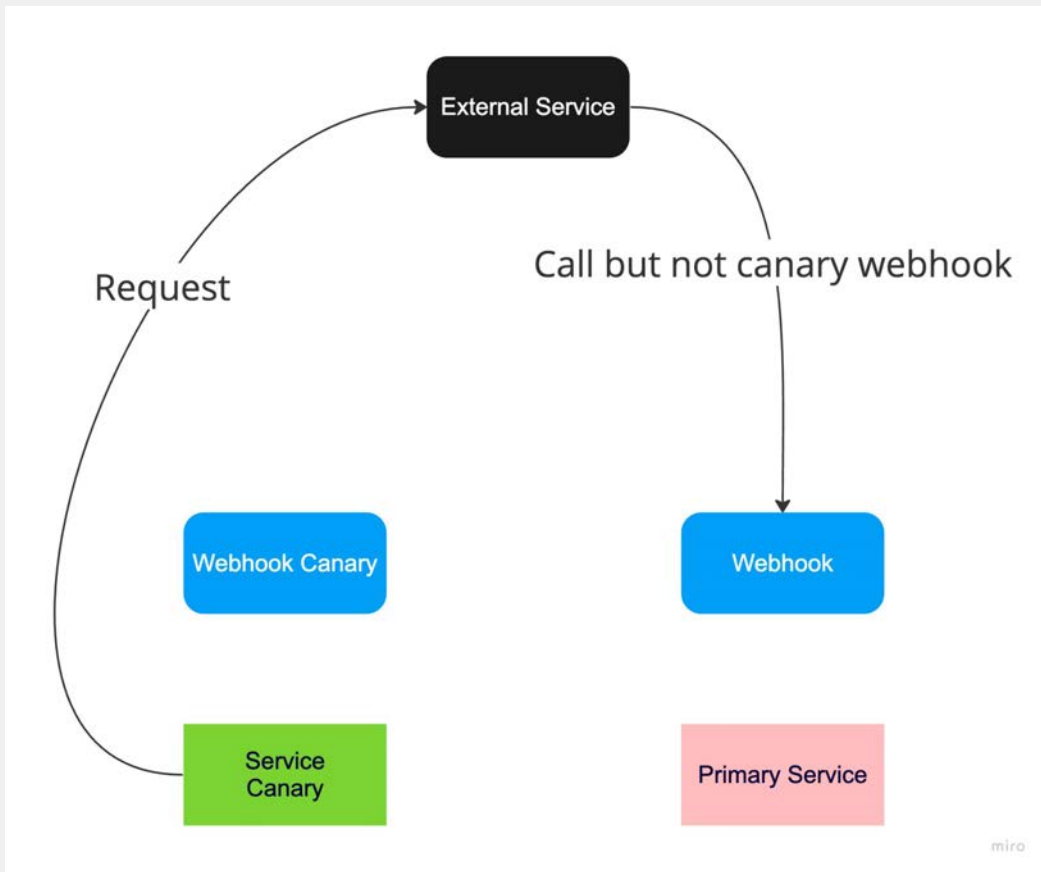 External Service
Call but not canary webhook
Request
Webhook Canary
Webhook
Service
Canary
Primary Service
miro